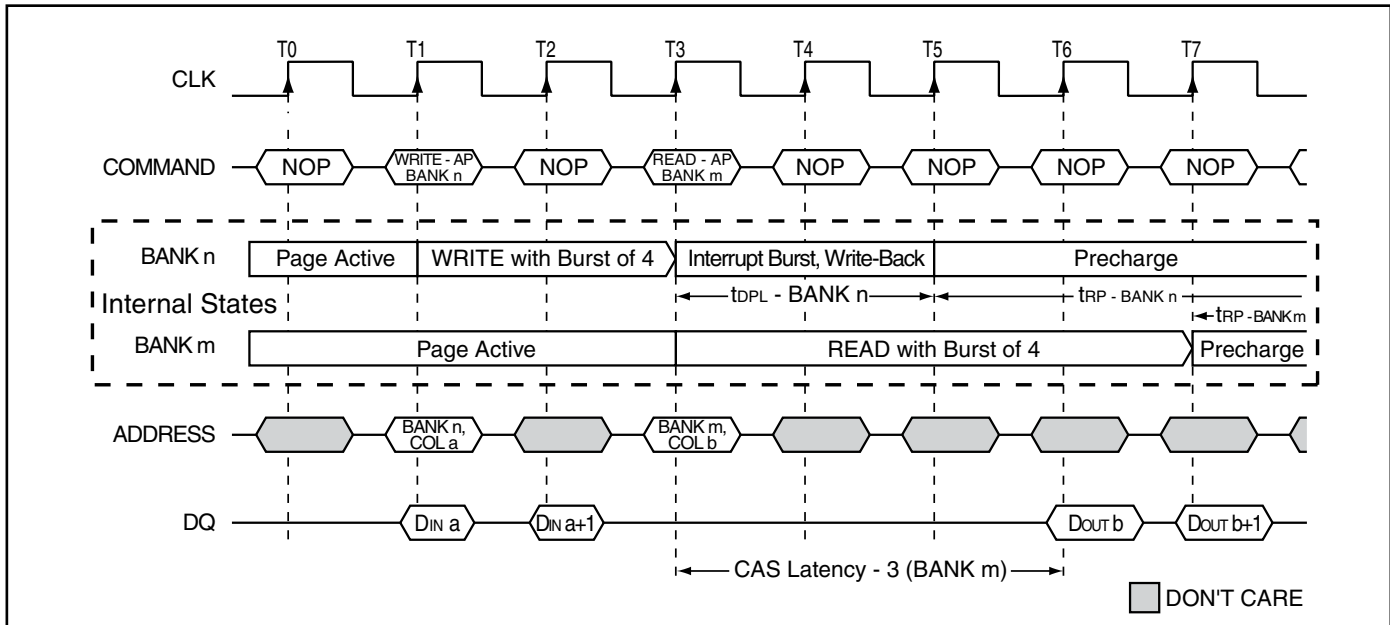 T0 T1 T2 T3 T4 T5 T6 T7
CLK
COMMAND NOP WRITE - AP BANK n NOP READ - AP BANK m NOP NOP NOP NOP
BANK n Page Active WRITE with Burst of 4 Interrupt Burst, Write-Back Precharge
Internal States tDPL - BANK n tRP - BANK n
tRP - BANK m
BANK m Page Active READ with Burst of 4 Precharge
ADDRESS BANK n, COL a BANK m, COL b
DQ DIN a DIN a+1 DOUT b DOUT b+1
CAS Latency - 3 (BANK m)
DON'T CARE